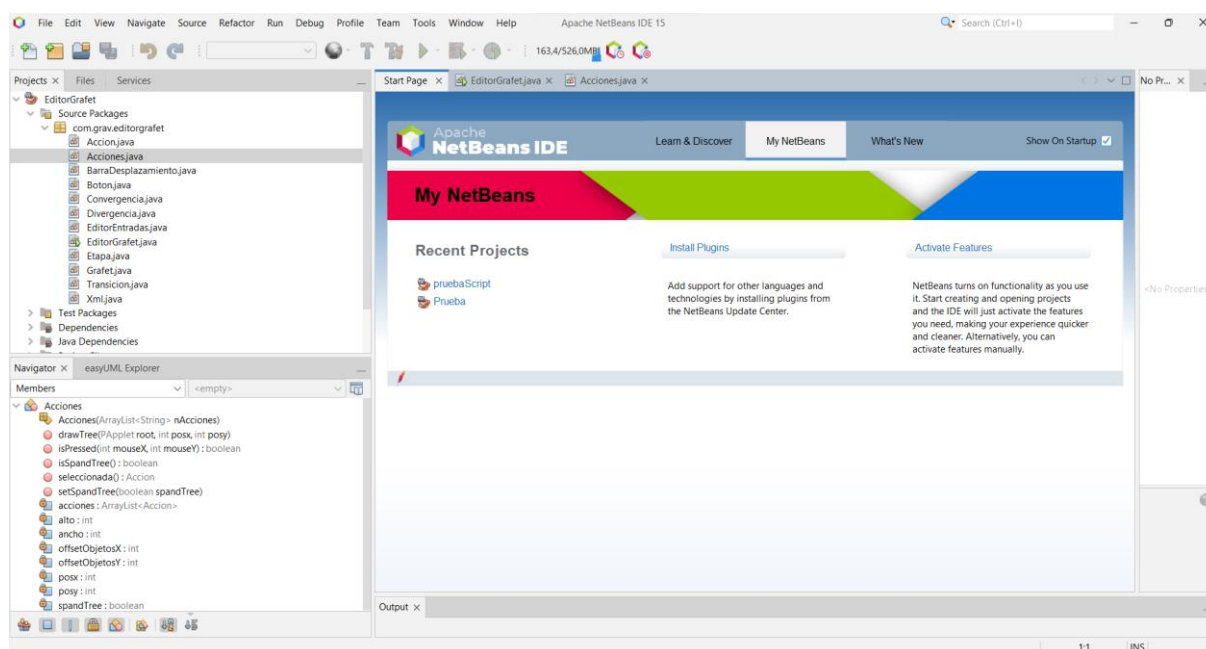 File Edit View Navigate Source Refactor Run Debug Profile Team Tools Window Help Apache NetBeans IDE 15 Search (Ctrl+I)
163,4/526,0MB
Projects Files Services
EditorGrafet
Source Packages
com.grav.editorgrafet
Accion.java
Acciones.java
BarraDesplazamiento.java
Boton.java
Convergencia.java
Divergencia.java
EditorEntradas.java
EditorGrafet.java
Etapa.java
Grafet.java
Transicion.java
Xml.java
Test Packages
Dependencies
Java Dependencies
Navigator easyUML Explorer
Members <empty>
Acciones
Acciones(ArrayList<String> nAcciones)
drawTree(PApplet root, int posx, int posy)
isPressed(int mouseX, int mouseY) : boolean
isSpandTree() : boolean
seleccionada() : Accion
setSpandTree(boolean spandTree)
acciones : ArrayList<Accion>
alto : int
ancho : int
offsetObjetosX : int
offsetObjetosY : int
posx : int
posy : int
spandTree : boolean
Start Page EditorGrafet.java Acciones.java
Apache
NetBeans IDE
Learn & Discover My NetBeans What's New Show On Startup
My NetBeans
Recent Projects
pruebaScript
Prueba
Install Plugins
Add support for other languages and
technologies by installing plugins from
the NetBeans Update Center.
Activate Features
NetBeans turns on functionality as you use
it. Start creating and opening projects
and the IDE will just activate the features
you need, making your experience quicker
and cleaner. Alternatively, you can
activate features manually.
Output
No Pr...
<No Propertie
1:1 INS